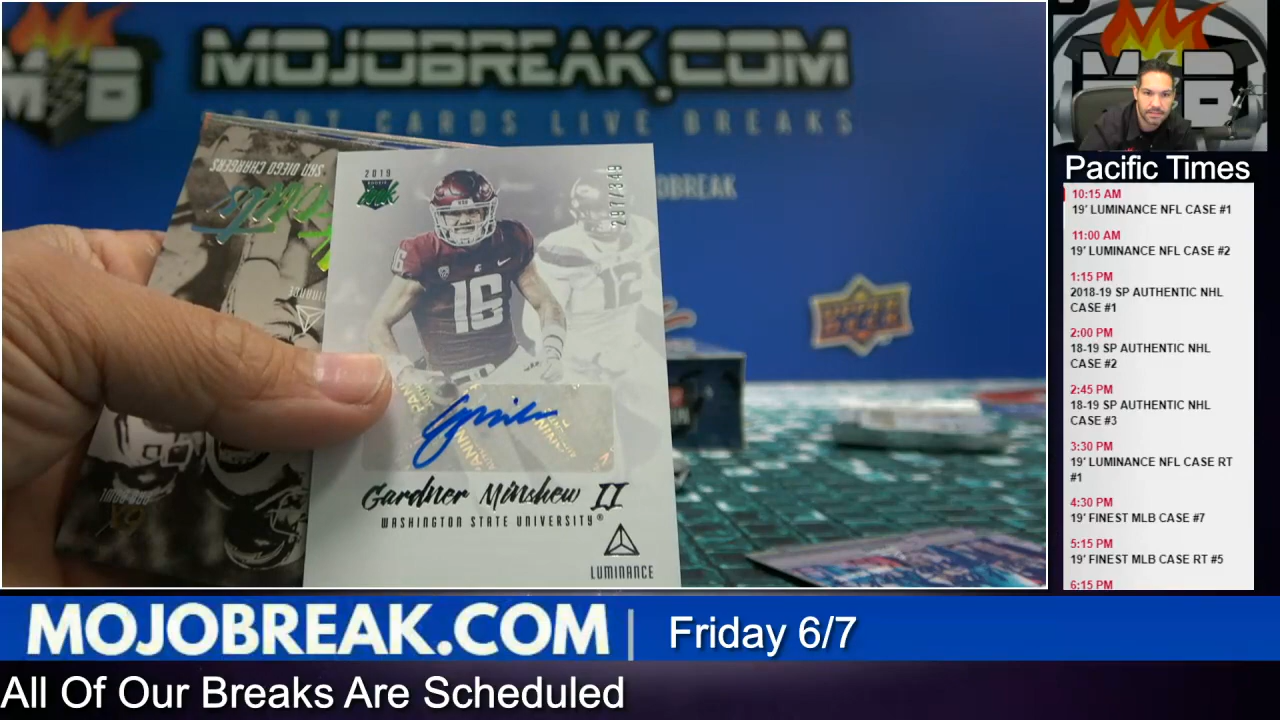 MOJOBREAK.COM
SPORT CARDS LIVE BREAKS
MOJOBREAK
SAN DIEGO CHARGERS
2019
297/349
16
16
12
Gardner Minshew II
WASHINGTON STATE UNIVERSITY®
LUMINANCE
Pacific Times
10:15 AM
19' LUMINANCE NFL CASE #1
11:00 AM
19' LUMINANCE NFL CASE #2
1:15 PM
2018-19 SP AUTHENTIC NHL
CASE #1
2:00 PM
18-19 SP AUTHENTIC NHL
CASE #2
2:45 PM
18-19 SP AUTHENTIC NHL
CASE #3
3:30 PM
19' LUMINANCE NFL CASE RT
#1
4:30 PM
19' FINEST MLB CASE #7
5:15 PM
19' FINEST MLB CASE RT #5
6:15 PM
MOJOBREAK.COM
Friday 6/7
All Of Our Breaks Are Scheduled